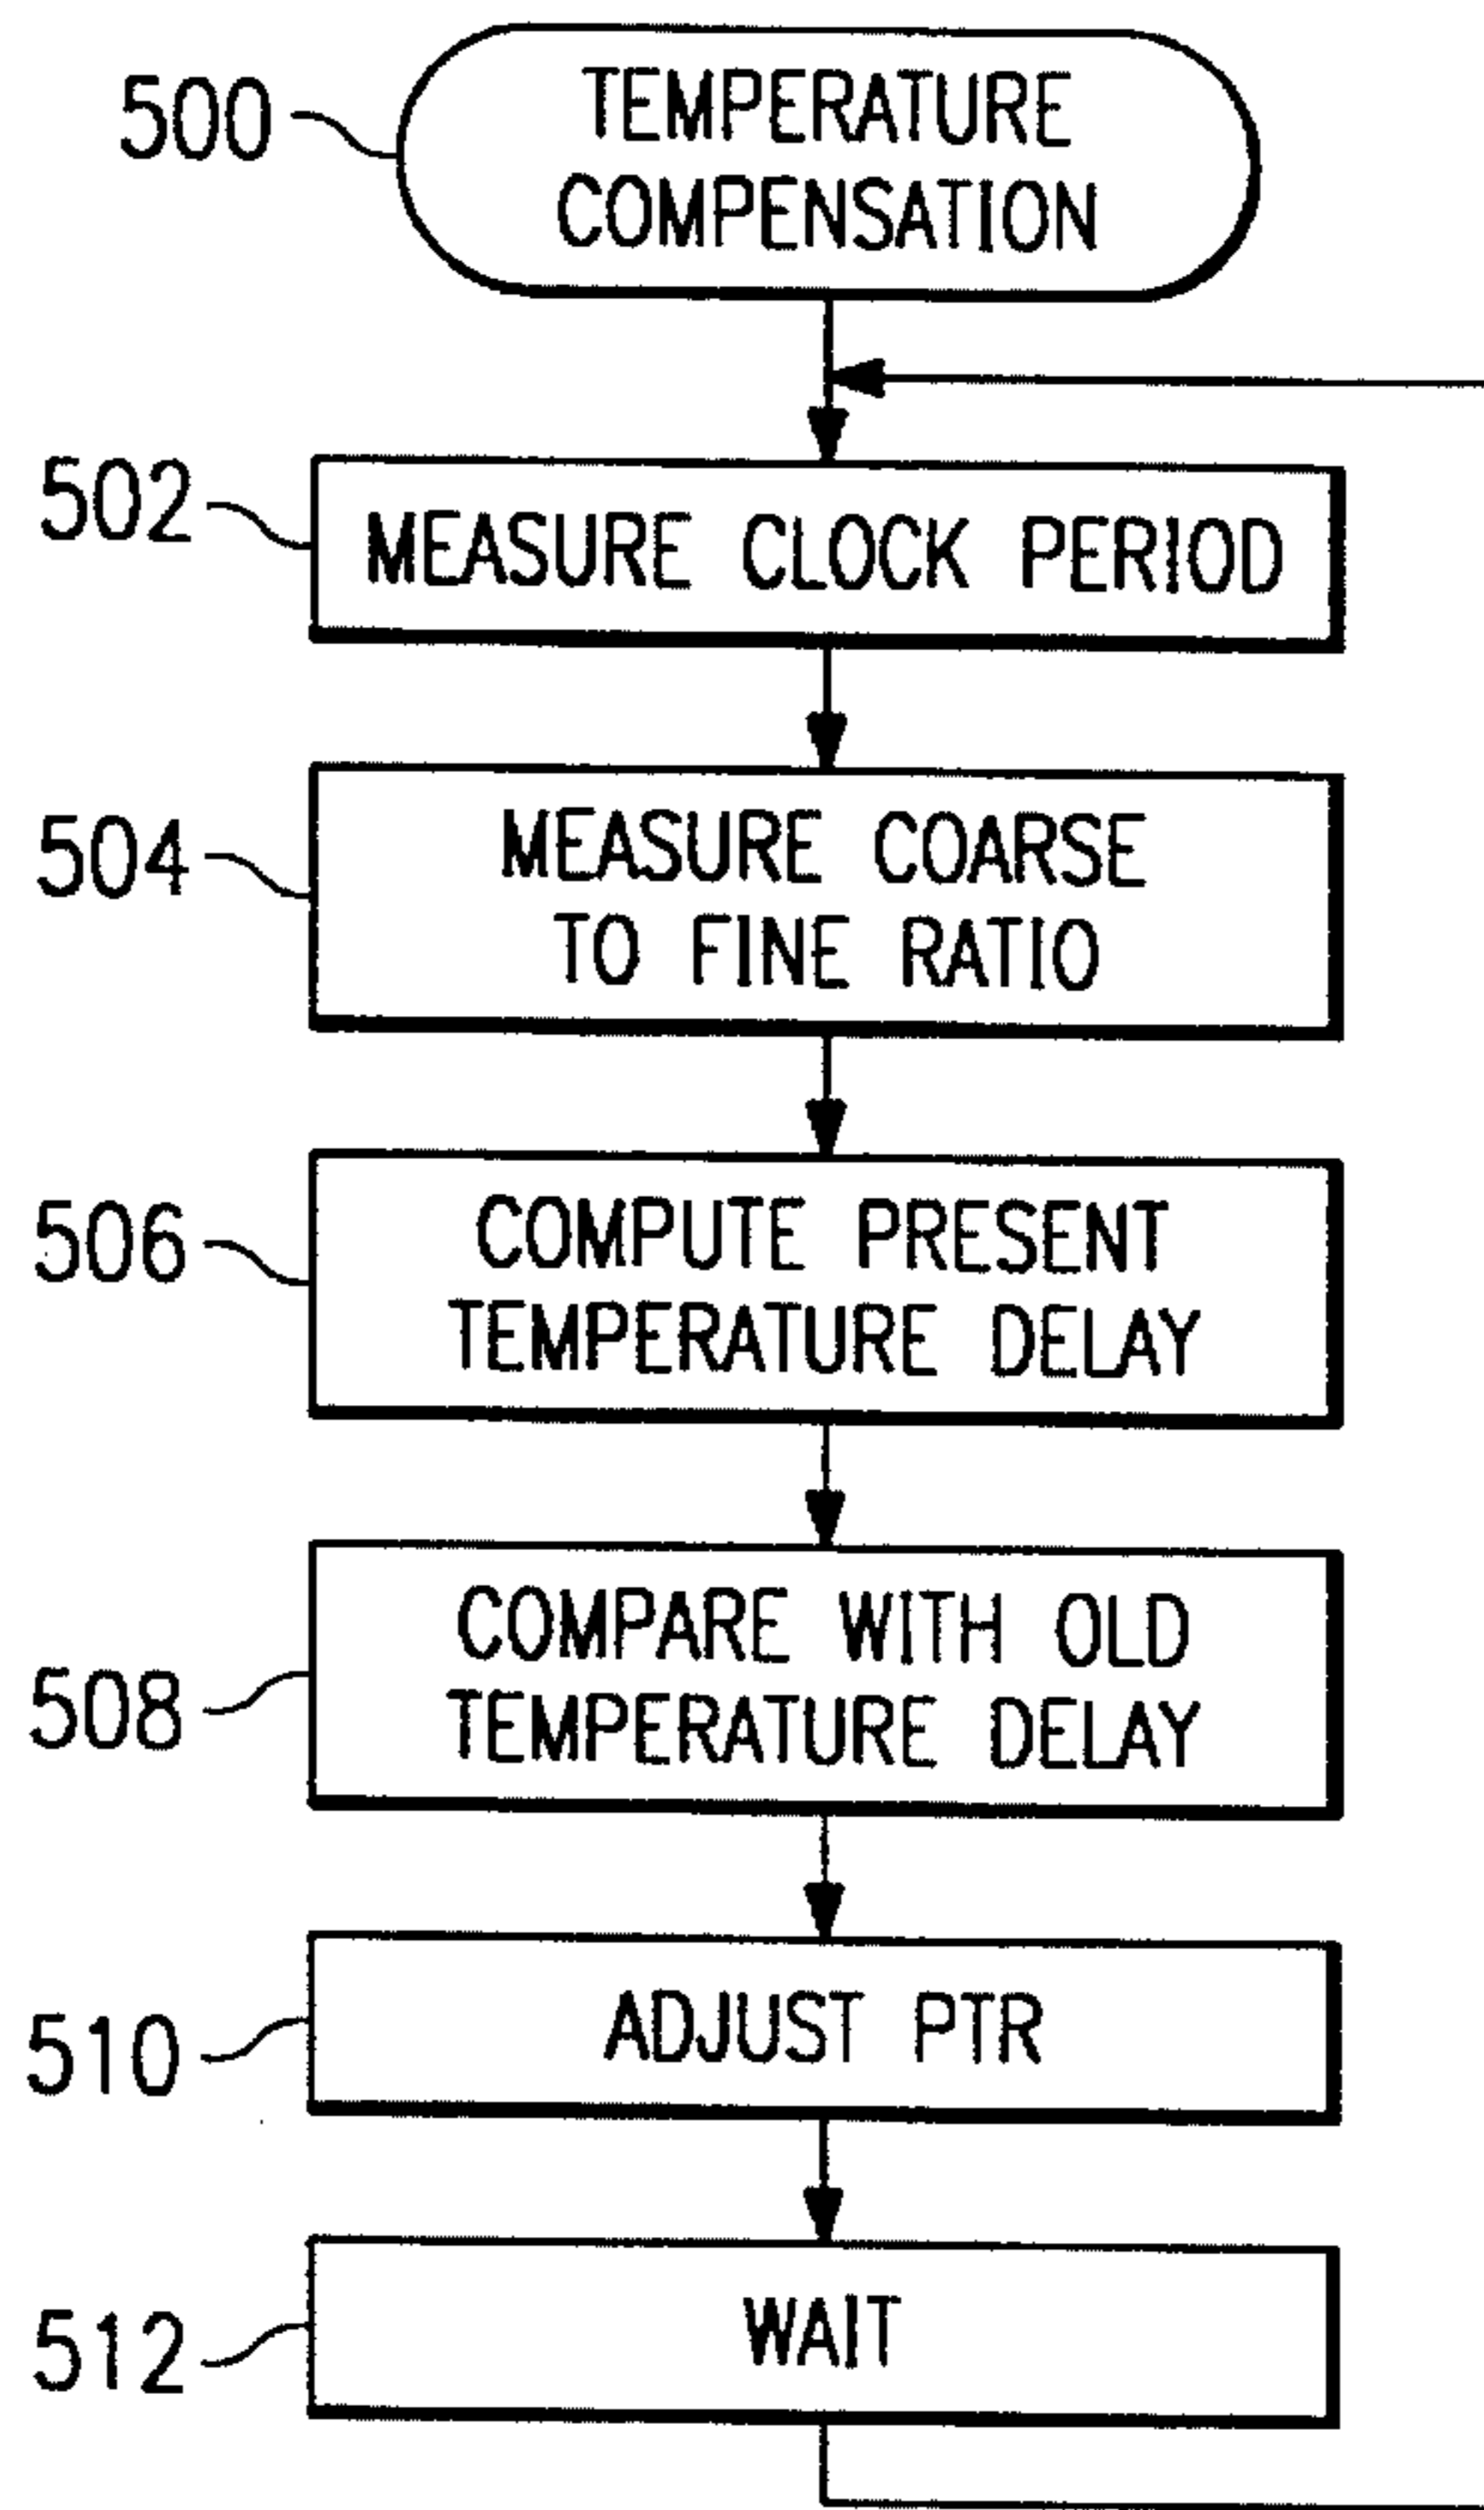 500
TEMPERATURE
COMPENSATION
502
MEASURE CLOCK PERIOD
504
MEASURE COARSE
TO FINE RATIO
506
COMPUTE PRESENT
TEMPERATURE DELAY
508
COMPARE WITH OLD
TEMPERATURE DELAY
510
ADJUST PTR
512
WAIT